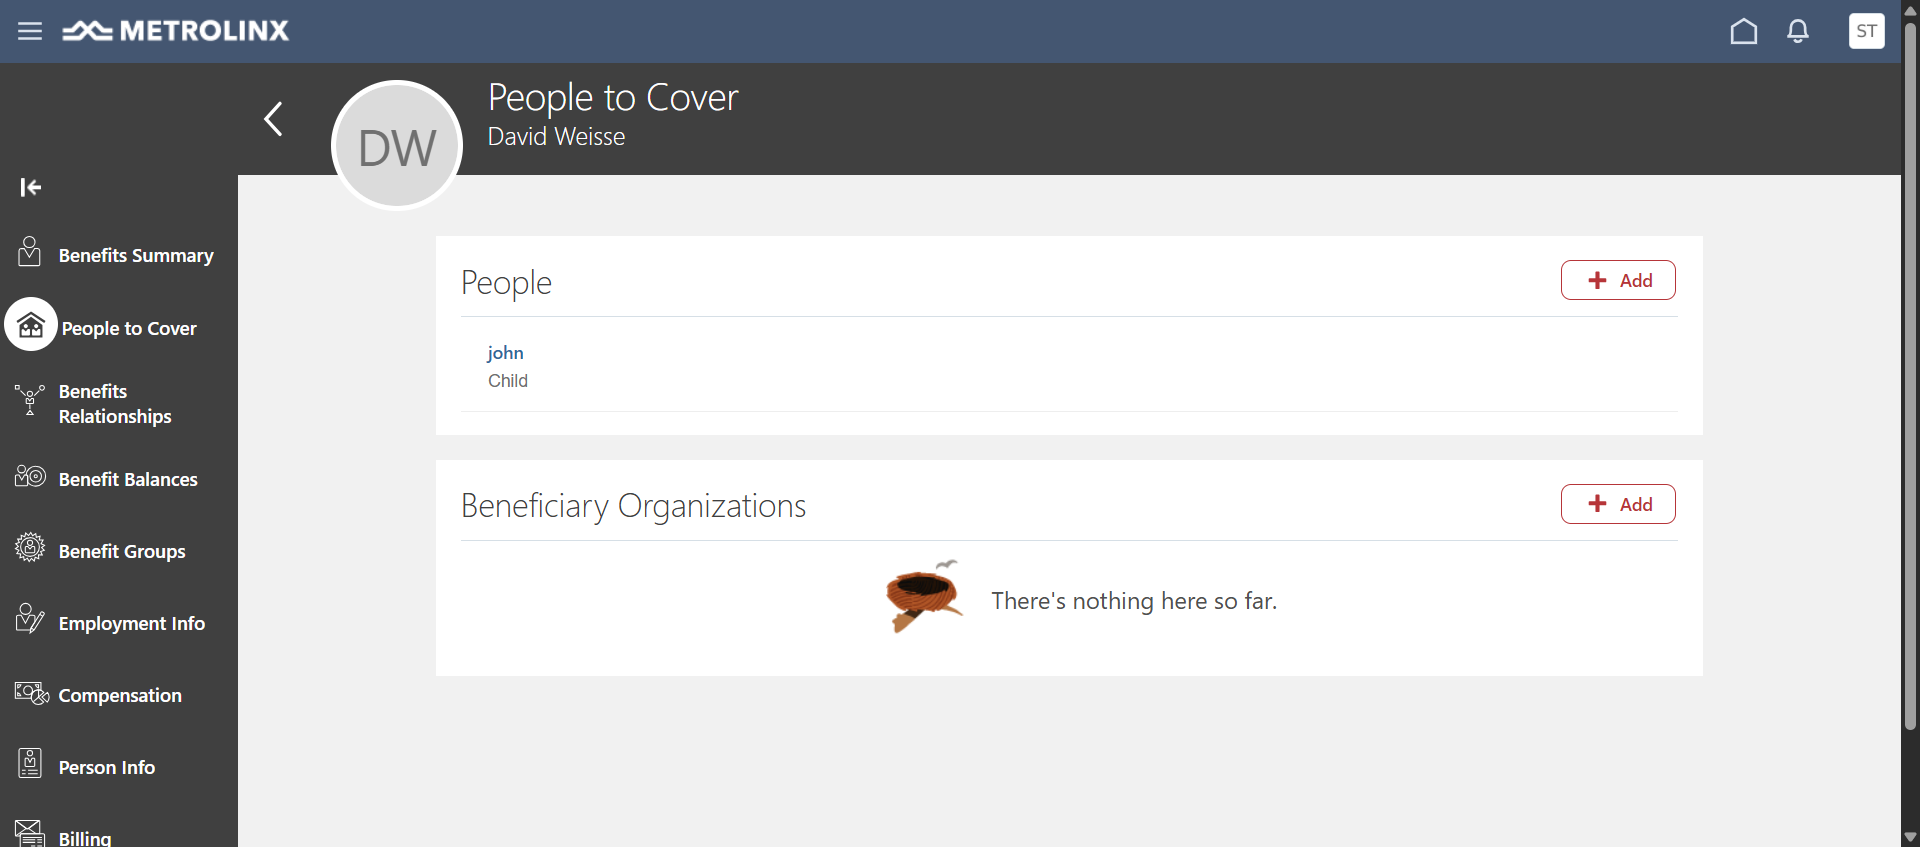 METROLINX
ST
DW
People to Cover
David Weisse
Benefits Summary
People to Cover
Benefits
Relationships
Benefit Balances
Benefit Groups
Employment Info
Compensation
Person Info
Billing
People
Add
john
Child
Beneficiary Organizations
Add
There's nothing here so far.